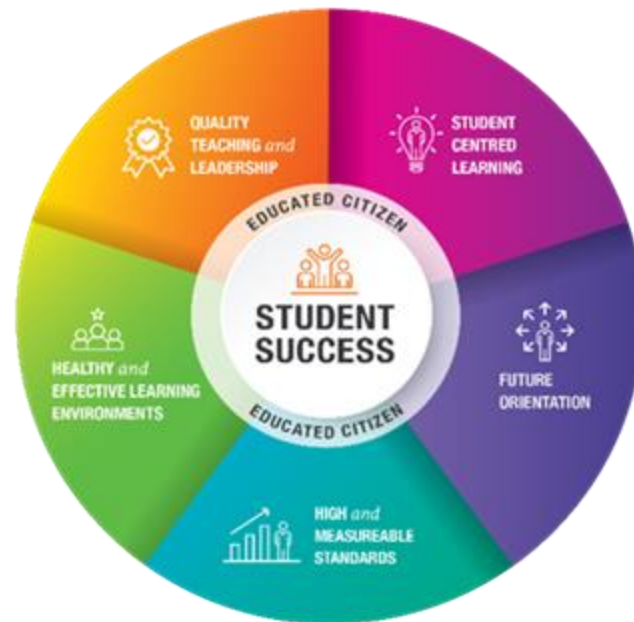 QUALITY
TEACHING and
LEADERSHIP
STUDENT
CENTRED
LEARNING
EDUCATED CITIZEN
STUDENT
SUCCESS
EDUCATED CITIZEN
HEALTHY and
EFFECTIVE LEARNING
ENVIRONMENTS
FUTURE
ORIENTATION
HIGH and
MEASUREABLE
STANDARDS